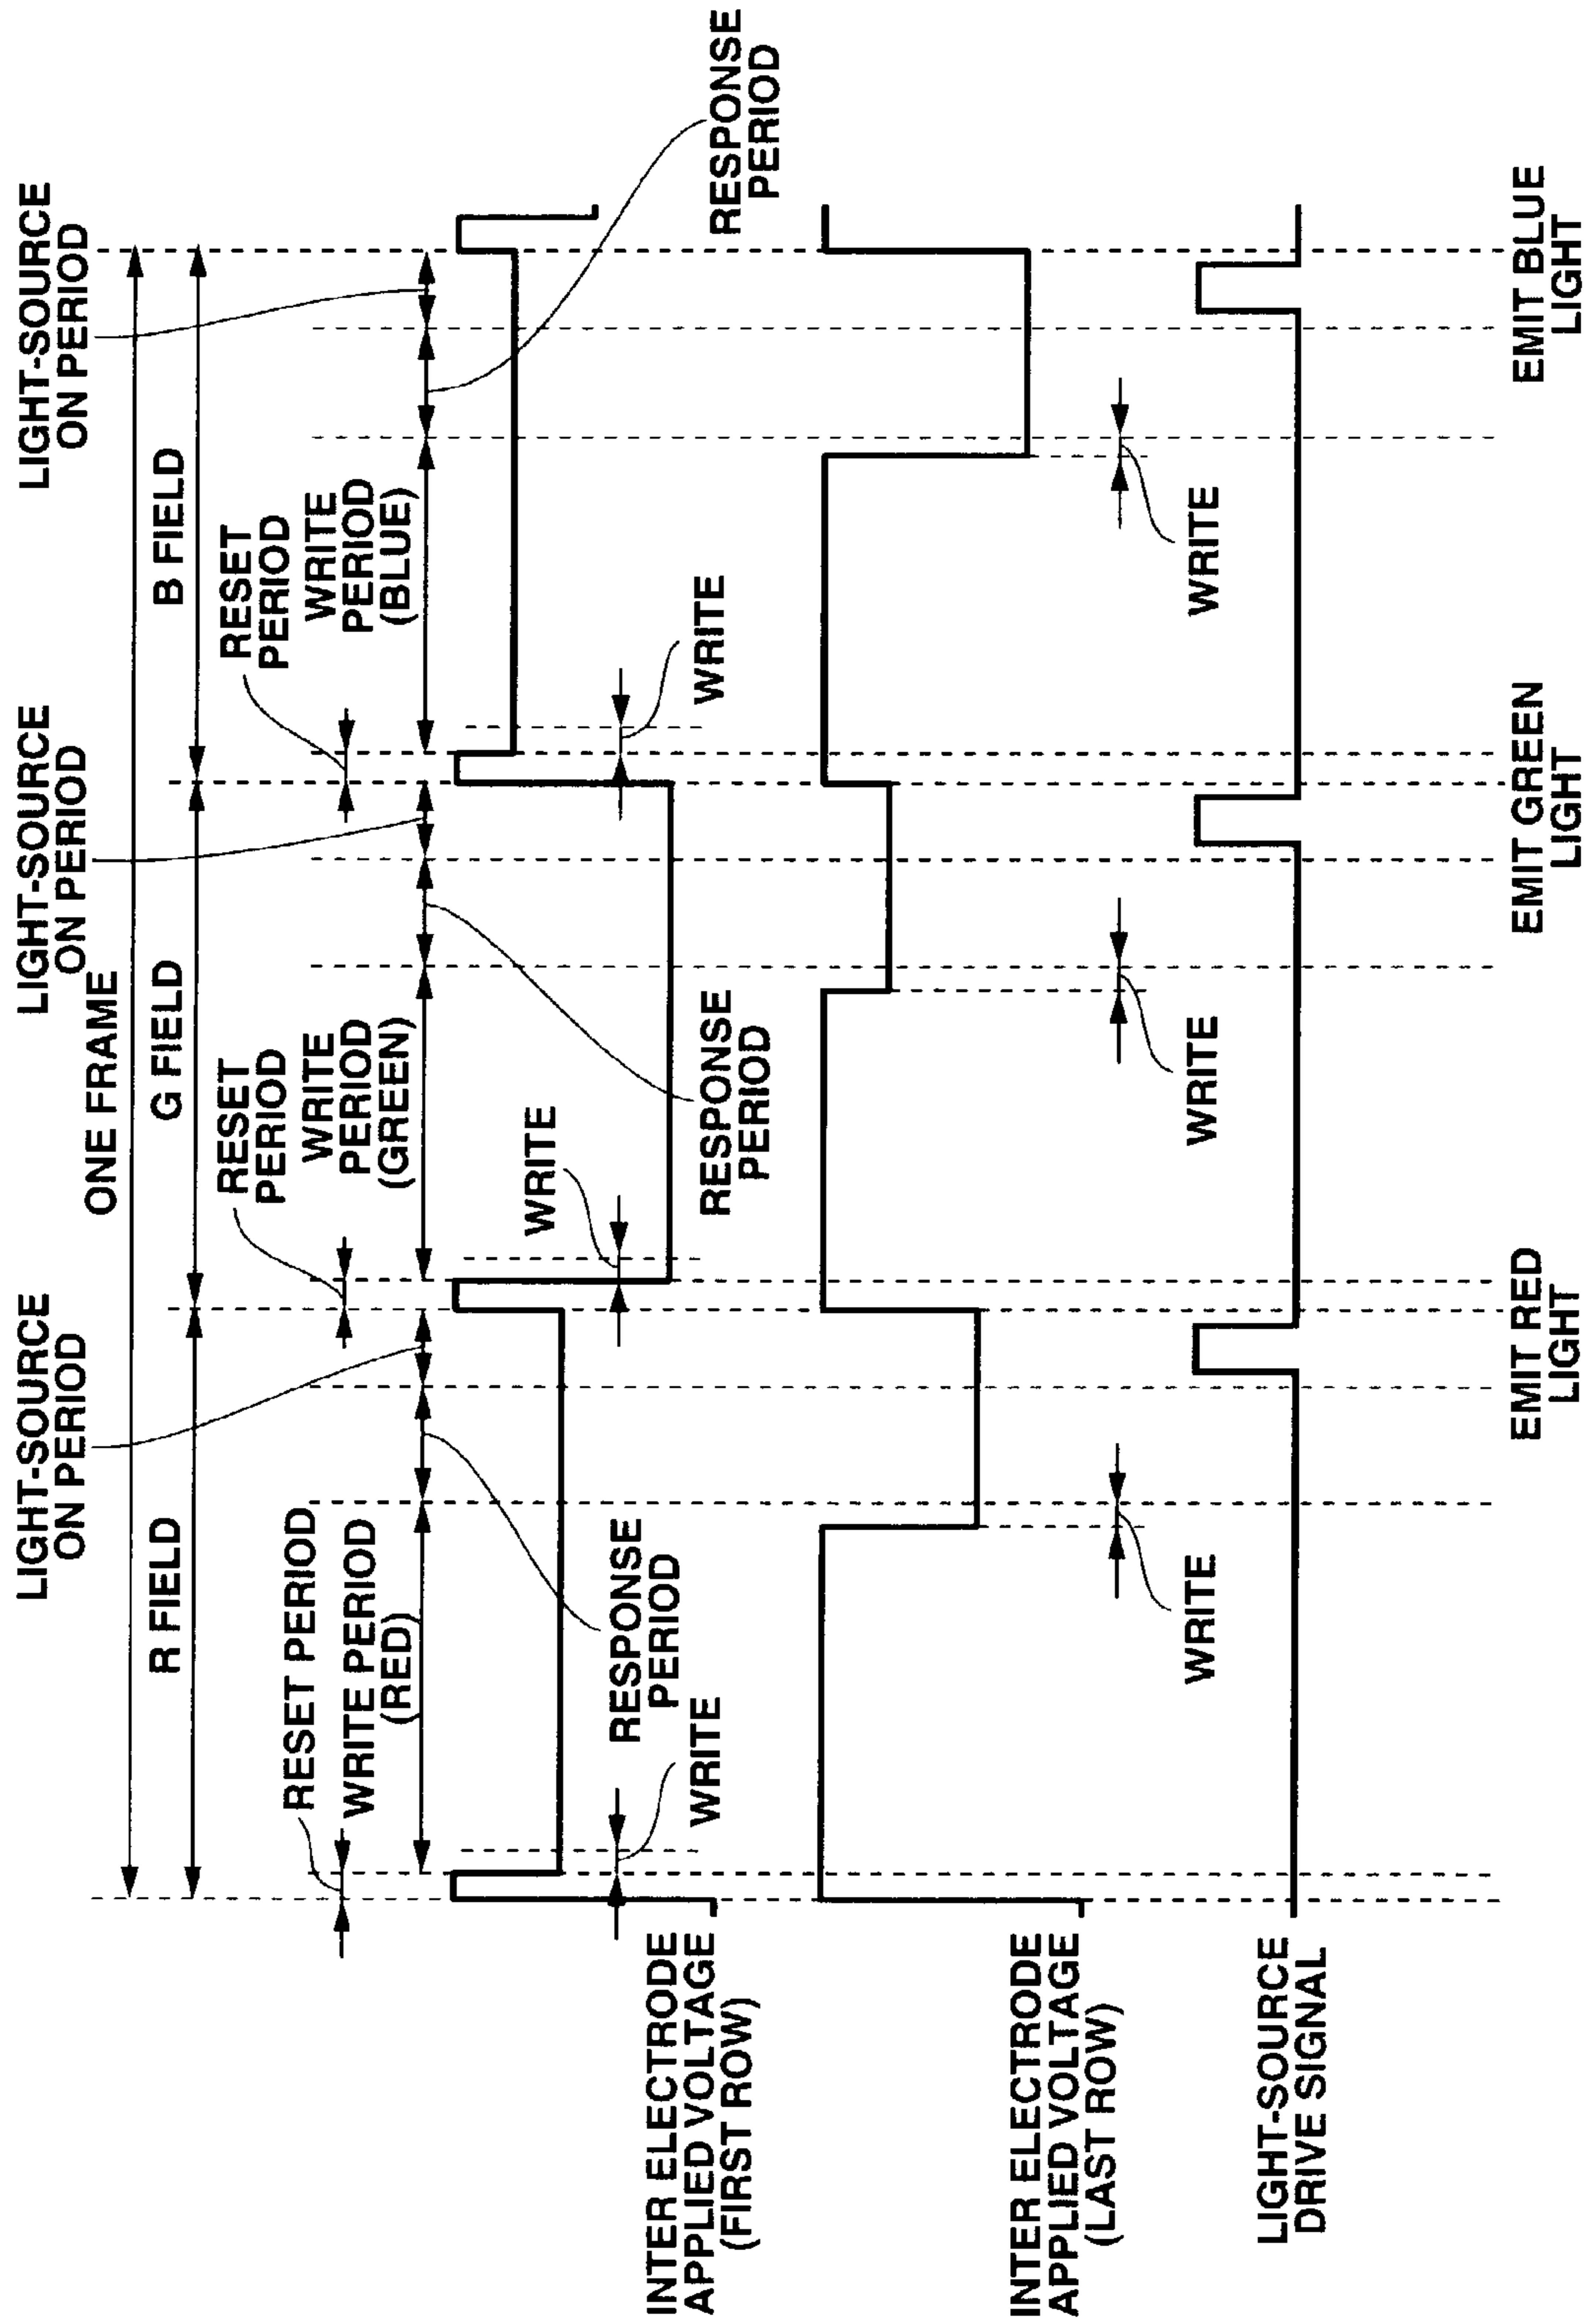 LIGHT-SOURCE
ON PERIOD
LIGHT-SOURCE
ON PERIOD
LIGHT-SOURCE
ON PERIOD
ONE FRAME
R FIELD
G FIELD
B FIELD
RESET PERIOD
WRITE PERIOD
(RED)
RESET
PERIOD
WRITE
PERIOD
(GREEN)
RESET
PERIOD
WRITE
PERIOD
(BLUE)
INTER ELECTRODE
APPLIED VOLTAGE
(FIRST ROW)
WRITE
RESPONSE
PERIOD
WRITE
RESPONSE
PERIOD
WRITE
RESPONSE
PERIOD
INTER ELECTRODE
APPLIED VOLTAGE
(LAST ROW)
WRITE
WRITE
WRITE
LIGHT-SOURCE
DRIVE SIGNAL
EMIT RED
LIGHT
EMIT GREEN
LIGHT
EMIT BLUE
LIGHT